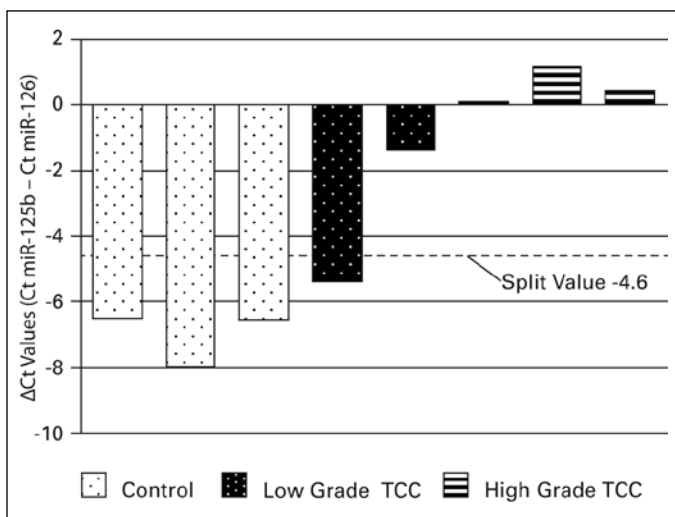 ΔCt Values (Ct miR-125b – Ct miR-126)
2
0
-2
-4
-6
-8
-10
Split Value -4.6
Control
Low Grade TCC
High Grade TCC